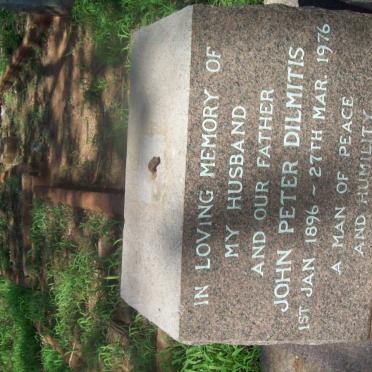 IN LOVING MEMORY OF
MY HUSBAND
AND OUR FATHER
JOHN PETER DILMITIS
1ST JAN 1896 ~ 27TH MAR. 1976
A MAN OF PEACE
AND HUMILITY